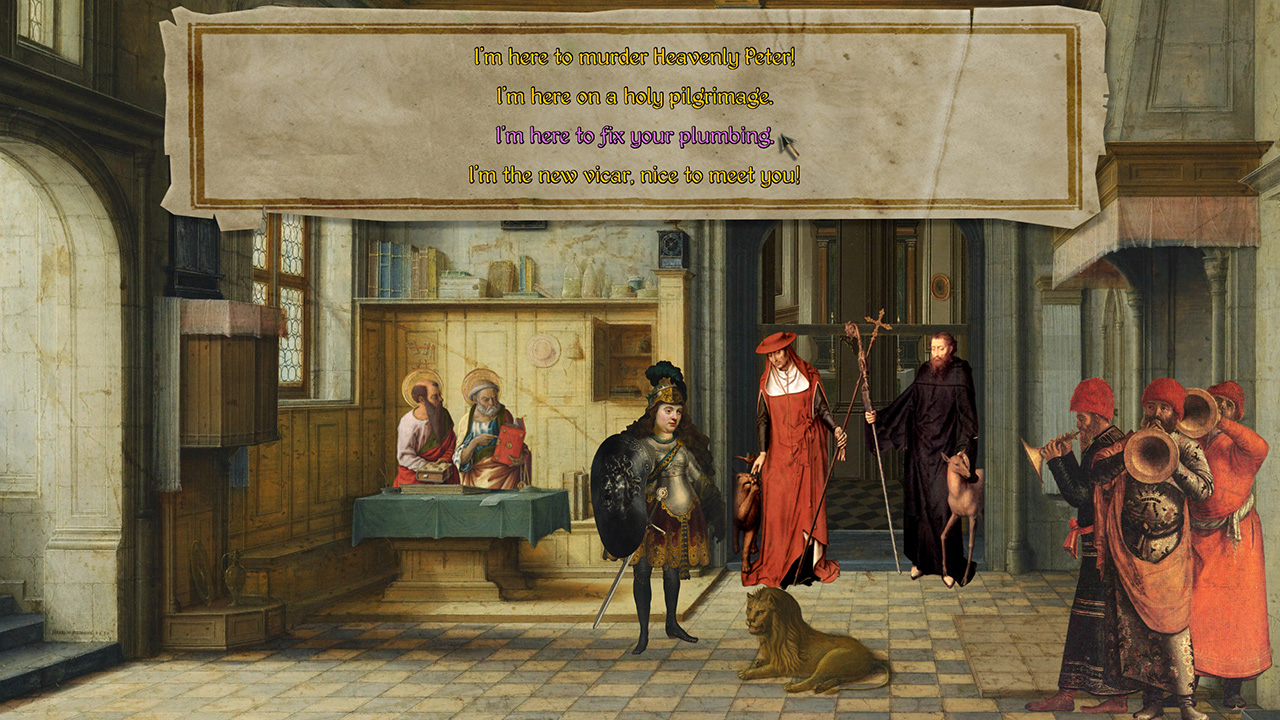 I'm here to murder Heavenly Peter!
I'm here on a holy pilgrimage.
I'm here to fix your plumbing.
I'm the new vicar, nice to meet you!